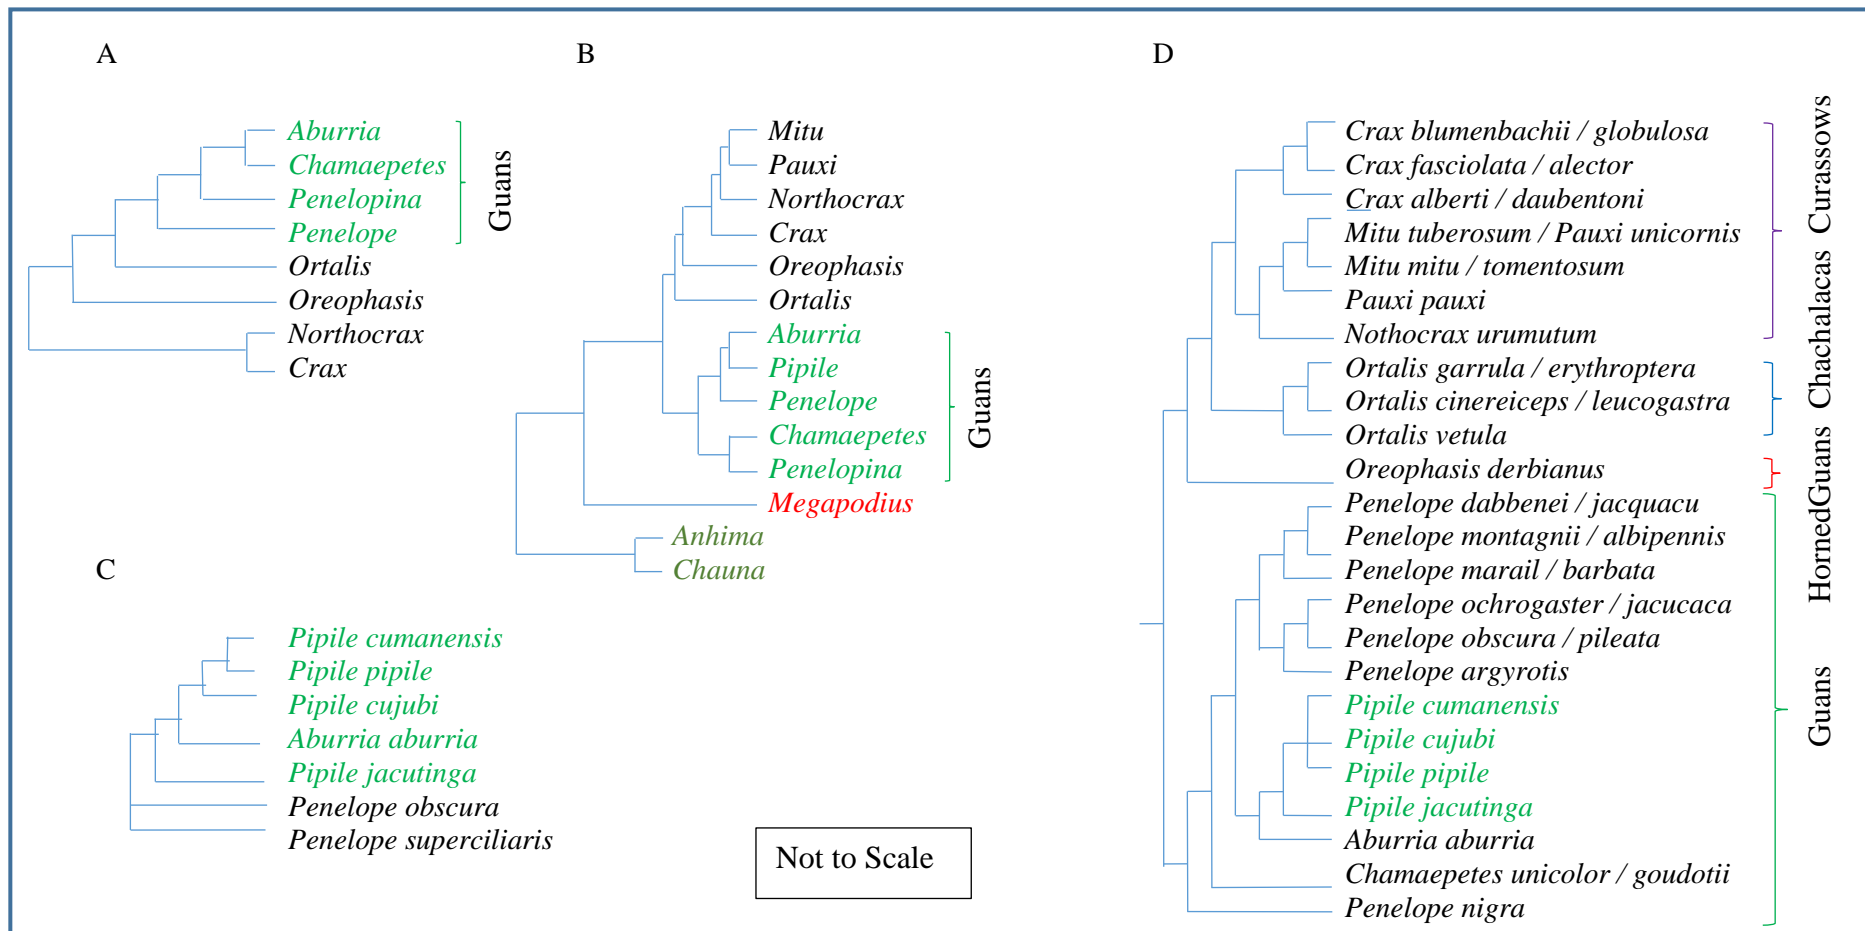 A
Aburria
Chamaepetes
Penelopina
Penelope
Ortalis
Oreophasis
Northocrax
Crax
Guans
B
Mitu
Pauxi
Northocrax
Crax
Oreophasis
Ortalis
Aburria
Pipile
Penelope
Chamaepetes
Penelopina
Megapodius
Anhima
Chauna
Guans
C
Pipile cumanensis
Pipile pipile
Pipile cujubi
Aburria aburria
Pipile jacutinga
Penelope obscura
Penelope superciliaris
Not to Scale
D
Crax blumenbachii / globulosa
Crax fasciolata / alector
Crax alberti / daubentoni
Mitu tuberosum / Pauxi unicornis
Mitu mitu / tomentosum
Pauxi pauxi
Nothocrax urumutum
Ortalis garrula / erythroptera
Ortalis cinereiceps / leucogastra
Ortalis vetula
Oreophasis derbianus
Penelope dabbenei / jacquacu
Penelope montagnii / albipennis
Penelope marail / barbata
Penelope ochrogaster / jacucaca
Penelope obscura / pileata
Penelope argyrotis
Pipile cumanensis
Pipile cujubi
Pipile pipile
Pipile jacutinga
Aburria aburria
Chamaepetes unicolor / goudotii
Penelope nigra
Curassows
Chachalacas
HornedGuans
Guans